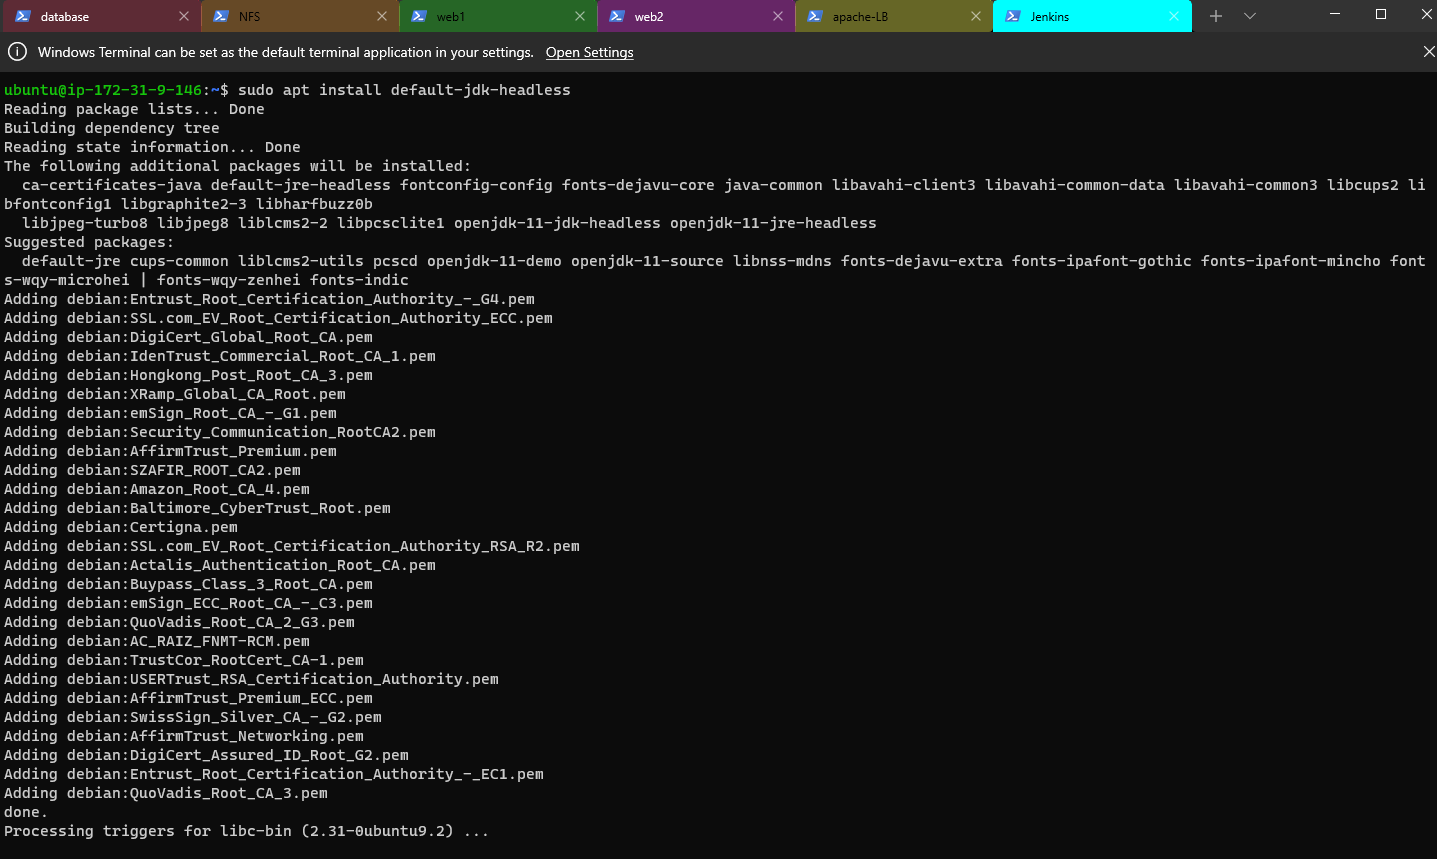 database
NFS
web1
web2
apache-LB
Jenkins
Windows Terminal can be set as the default terminal application in your settings. Open Settings
ubuntu@ip-172-31-9-146:~$ sudo apt install default-jdk-headless
Reading package lists... Done
Building dependency tree
Reading state information... Done
The following additional packages will be installed:
  ca-certificates-java default-jre-headless fontconfig-config fonts-dejavu-core java-common libavahi-client3 libavahi-common-data libavahi-common3 libcups2 li
bfontconfig1 libgraphite2-3 libharfbuzz0b
  libjpeg-turbo8 libjpeg8 liblcms2-2 libpcsclite1 openjdk-11-jdk-headless openjdk-11-jre-headless
Suggested packages:
  default-jre cups-common liblcms2-utils pcscd openjdk-11-demo openjdk-11-source libnss-mdns fonts-dejavu-extra fonts-ipafont-gothic fonts-ipafont-mincho font
s-wqy-microhei | fonts-wqy-zenhei fonts-indic
Adding debian:Entrust_Root_Certification_Authority_-_G4.pem
Adding debian:SSL.com_EV_Root_Certification_Authority_ECC.pem
Adding debian:DigiCert_Global_Root_CA.pem
Adding debian:IdenTrust_Commercial_Root_CA_1.pem
Adding debian:Hongkong_Post_Root_CA_3.pem
Adding debian:XRamp_Global_CA_Root.pem
Adding debian:emSign_Root_CA_-_G1.pem
Adding debian:Security_Communication_RootCA2.pem
Adding debian:AffirmTrust_Premium.pem
Adding debian:SZAFIR_ROOT_CA2.pem
Adding debian:Amazon_Root_CA_4.pem
Adding debian:Baltimore_CyberTrust_Root.pem
Adding debian:Certigna.pem
Adding debian:SSL.com_EV_Root_Certification_Authority_RSA_R2.pem
Adding debian:Actalis_Authentication_Root_CA.pem
Adding debian:Buypass_Class_3_Root_CA.pem
Adding debian:emSign_ECC_Root_CA_-_C3.pem
Adding debian:QuoVadis_Root_CA_2_G3.pem
Adding debian:AC_RAIZ_FNMT-RCM.pem
Adding debian:TrustCor_RootCert_CA-1.pem
Adding debian:USERTrust_RSA_Certification_Authority.pem
Adding debian:AffirmTrust_Premium_ECC.pem
Adding debian:SwissSign_Silver_CA_-_G2.pem
Adding debian:AffirmTrust_Networking.pem
Adding debian:DigiCert_Assured_ID_Root_G2.pem
Adding debian:Entrust_Root_Certification_Authority_-_EC1.pem
Adding debian:QuoVadis_Root_CA_3.pem
done.
Processing triggers for libc-bin (2.31-0ubuntu9.2) ...